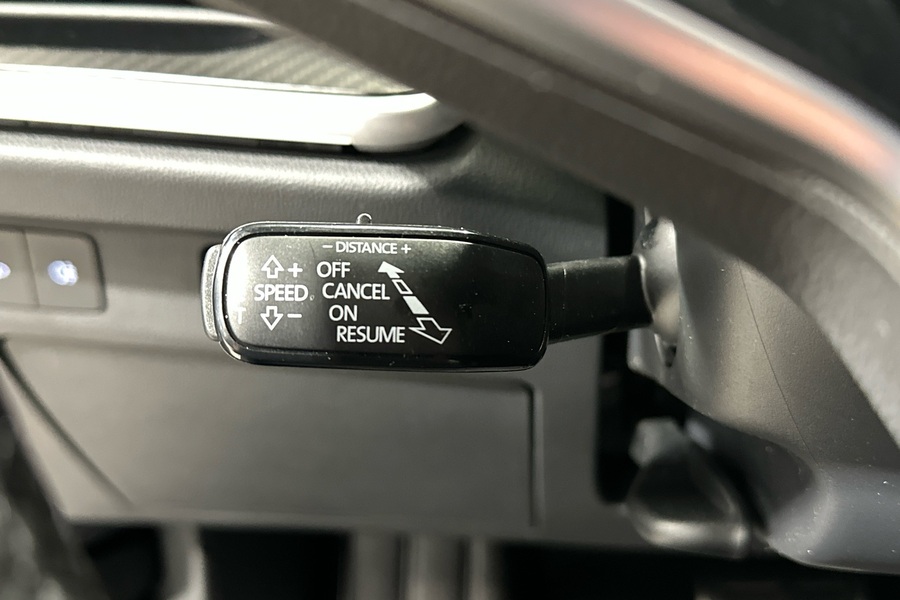 – DISTANCE +
+ OFF
SPEED CANCEL
– ON
RESUME